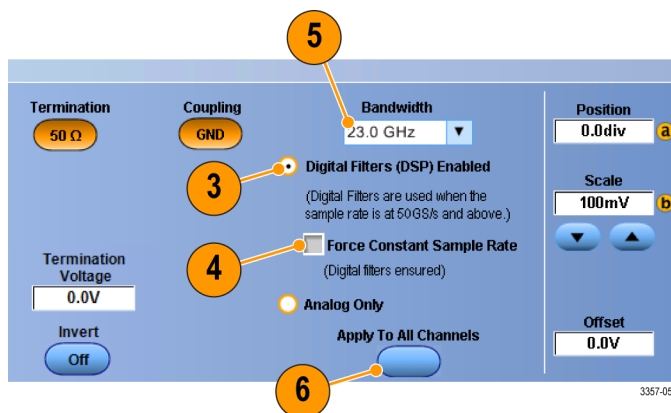 5
Termination
50 Ω
Coupling
GND
Bandwidth
23.0 GHz
Position
0.0div
a
3
Digital Filters (DSP) Enabled
(Digital Filters are used when the
sample rate is at 50GS/s and above.)
Scale
100mV
b
4
Force Constant Sample Rate
(Digital filters ensured)
Termination
Voltage
0.0V
Analog Only
Invert
Off
Apply To All Channels
Offset
0.0V
6
3357-05